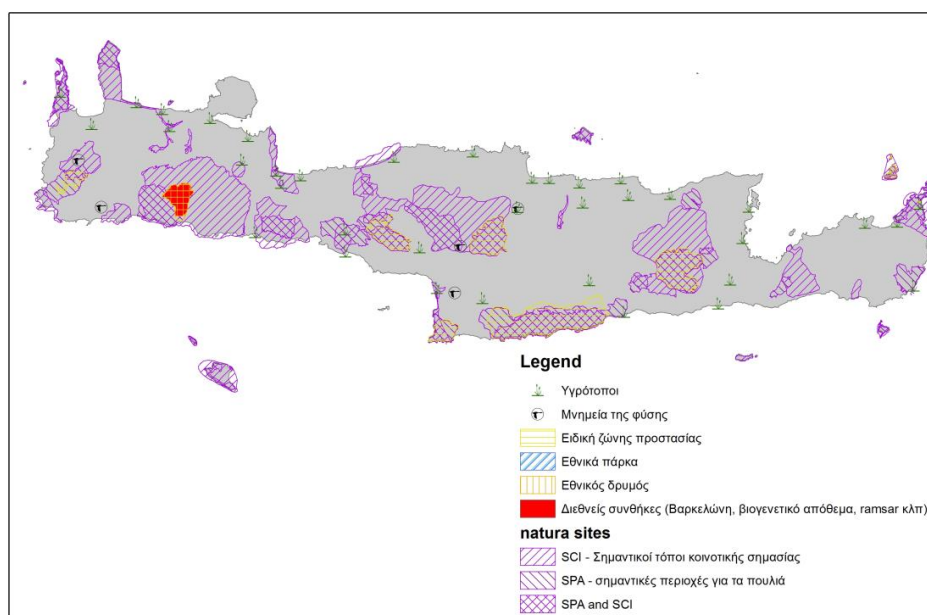 Legend
Υγρότοποι
Μνημεία της φύσης
Ειδική ζώνης προστασίας
Εθνικά πάρκα
Εθνικός δρυμός
Διεθνείς συνθήκες (Βαρκελώνη, βιογενετικό απόθεμα, ramsar κλπ)
natura sites
SCI - Σημαντικοί τόποι κοινοτικής σημασίας
SPA - σημαντικές περιοχές για τα πουλιά
SPA and SCI